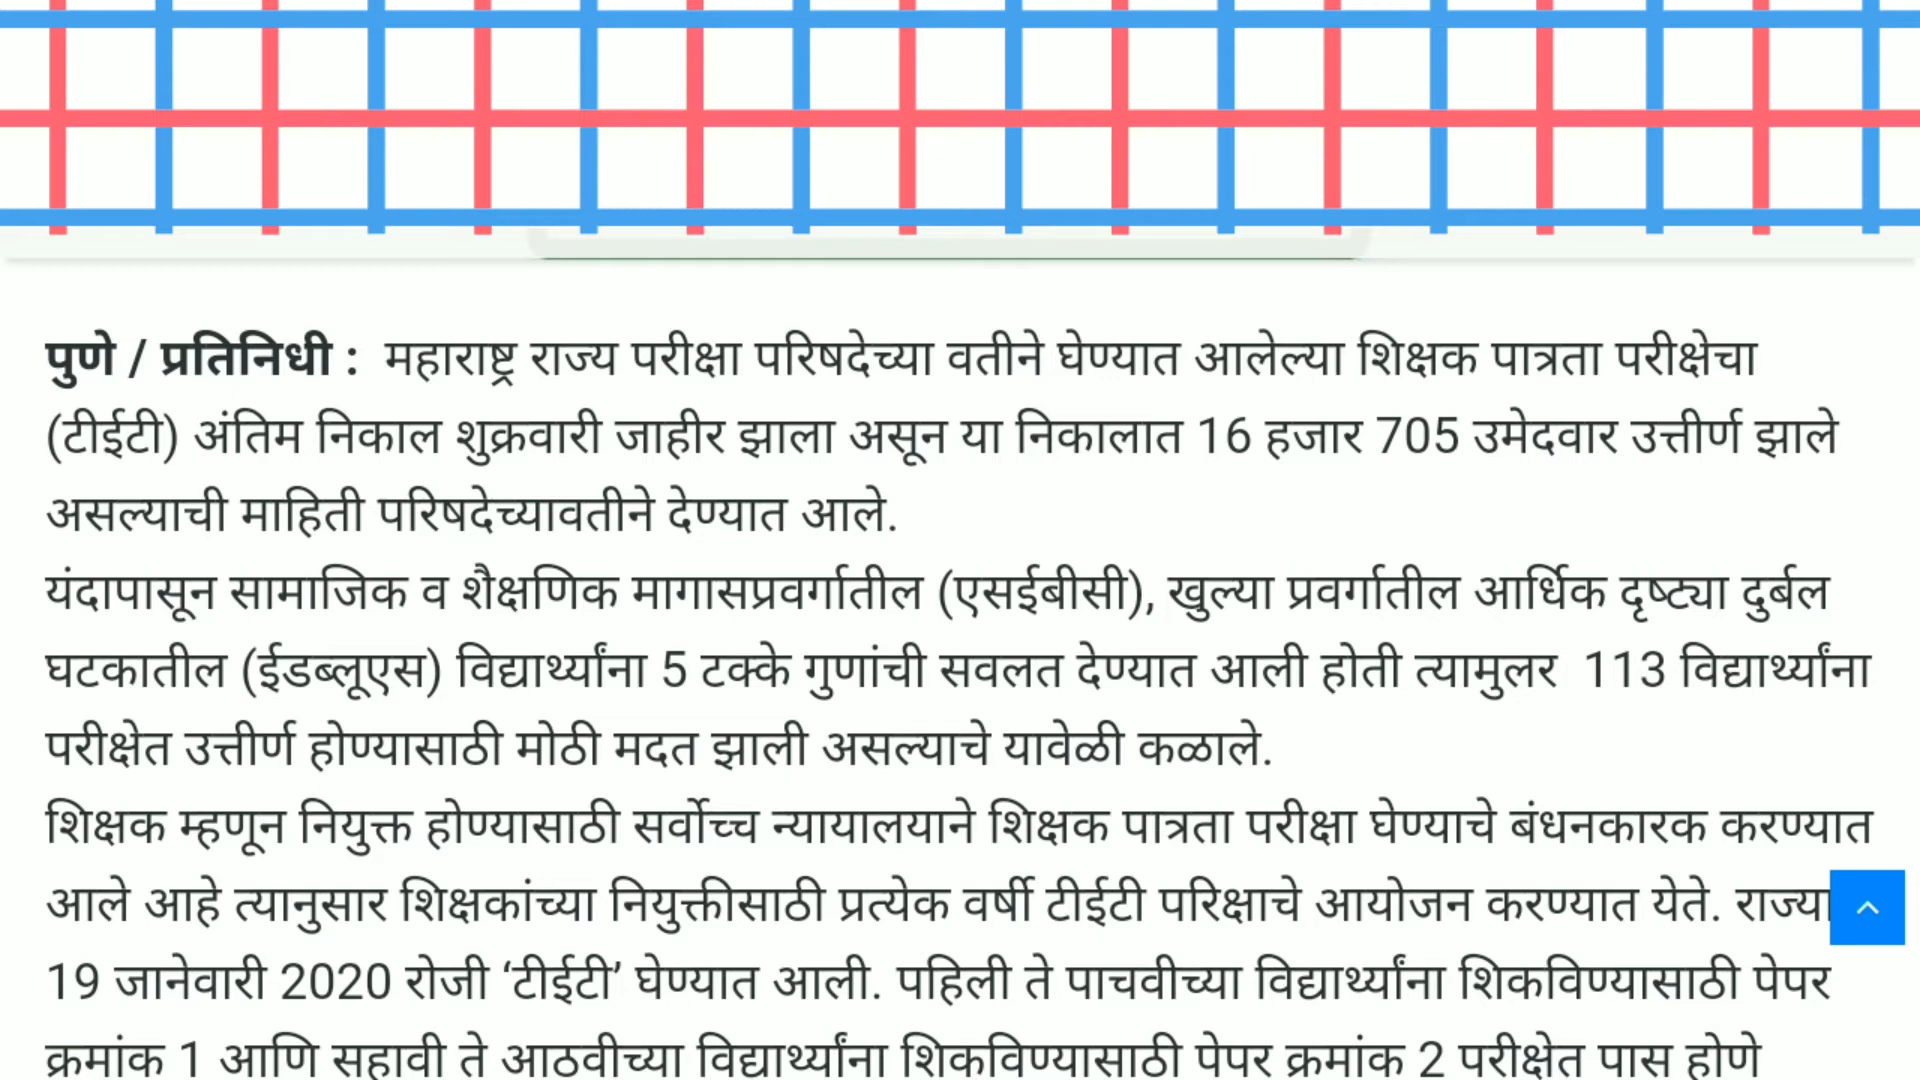 पुणे / प्रतिनिधी : महाराष्ट्र राज्य परीक्षा परिषदेच्या वतीने घेण्यात आलेल्या शिक्षक पात्रता परीक्षेचा
(टीईटी) अंतिम निकाल शुक्रवारी जाहीर झाला असून या निकालात 16 हजार 705 उमेदवार उत्तीर्ण झाले
असल्याची माहिती परिषदेच्यावतीने देण्यात आले.
यंदापासून सामाजिक व शैक्षणिक मागासप्रवर्गातील (एसईबीसी), खुल्या प्रवर्गातील आर्थिक दृष्ट्या दुर्बल
घटकातील (ईडब्लूएस) विद्यार्थ्यांना 5 टक्के गुणांची सवलत देण्यात आली होती त्यामुलर 113 विद्यार्थ्यांना
परीक्षेत उत्तीर्ण होण्यासाठी मोठी मदत झाली असल्याचे यावेळी कळाले.
शिक्षक म्हणून नियुक्त होण्यासाठी सर्वोच्च न्यायालयाने शिक्षक पात्रता परीक्षा घेण्याचे बंधनकारक करण्यात
आले आहे त्यानुसार शिक्षकांच्या नियुक्तीसाठी प्रत्येक वर्षी टीईटी परिक्षाचे आयोजन करण्यात येते. राज्या
19 जानेवारी 2020 रोजी ‘टीईटी’ घेण्यात आली. पहिली ते पाचवीच्या विद्यार्थ्यांना शिकविण्यासाठी पेपर
क्रमांक 1 आणि सहावी ते आठवीच्या विद्यार्थ्यांना शिकविण्यासाठी पेपर क्रमांक 2 परीक्षेत पास होणे